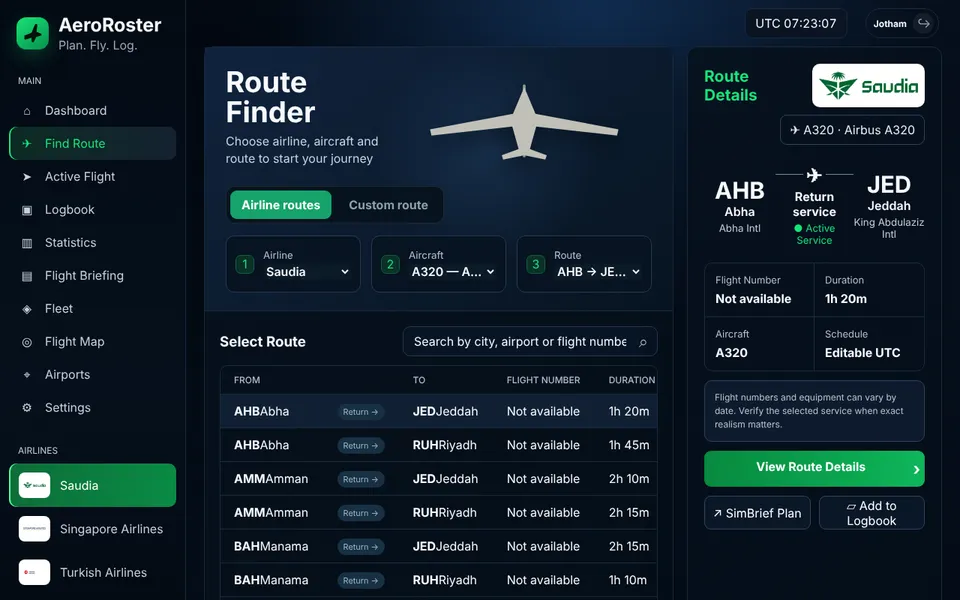 AeroRoster
Plan. Fly. Log.
MAIN
Dashboard
Find Route
Active Flight
Logbook
Statistics
Flight Briefing
Fleet
Flight Map
Airports
Settings
AIRLINES
Saudia
Singapore Airlines
Turkish Airlines
UTC 07:23:07
Jotham
Route
Finder
Choose airline, aircraft and
route to start your journey
Airline routes
Custom route
1 Airline
Saudia
2 Aircraft
A320 — A...
3 Route
AHB → JE...
Select Route
Search by city, airport or flight numbe
FROM TO FLIGHT NUMBER DURATION
AHBAbha Return → JEDJeddah Not available 1h 20m
AHBAbha Return → RUHRiyadh Not available 1h 45m
AMMAmman Return → JEDJeddah Not available 2h 10m
AMMAmman Return → RUHRiyadh Not available 2h 15m
BAHManama Return → JEDJeddah Not available 2h 15m
BAHManama Return → RUHRiyadh Not available 1h 10m
Route
Details
Saudia
A320 · Airbus A320
AHB
Abha
Abha Intl
Return
service
Active
Service
JED
Jeddah
King Abdulaziz
Intl
Flight Number
Not available
Duration
1h 20m
Aircraft
A320
Schedule
Editable UTC
Flight numbers and equipment can vary by
date. Verify the selected service when exact
realism matters.
View Route Details ›
↗ SimBrief Plan
Add to
Logbook